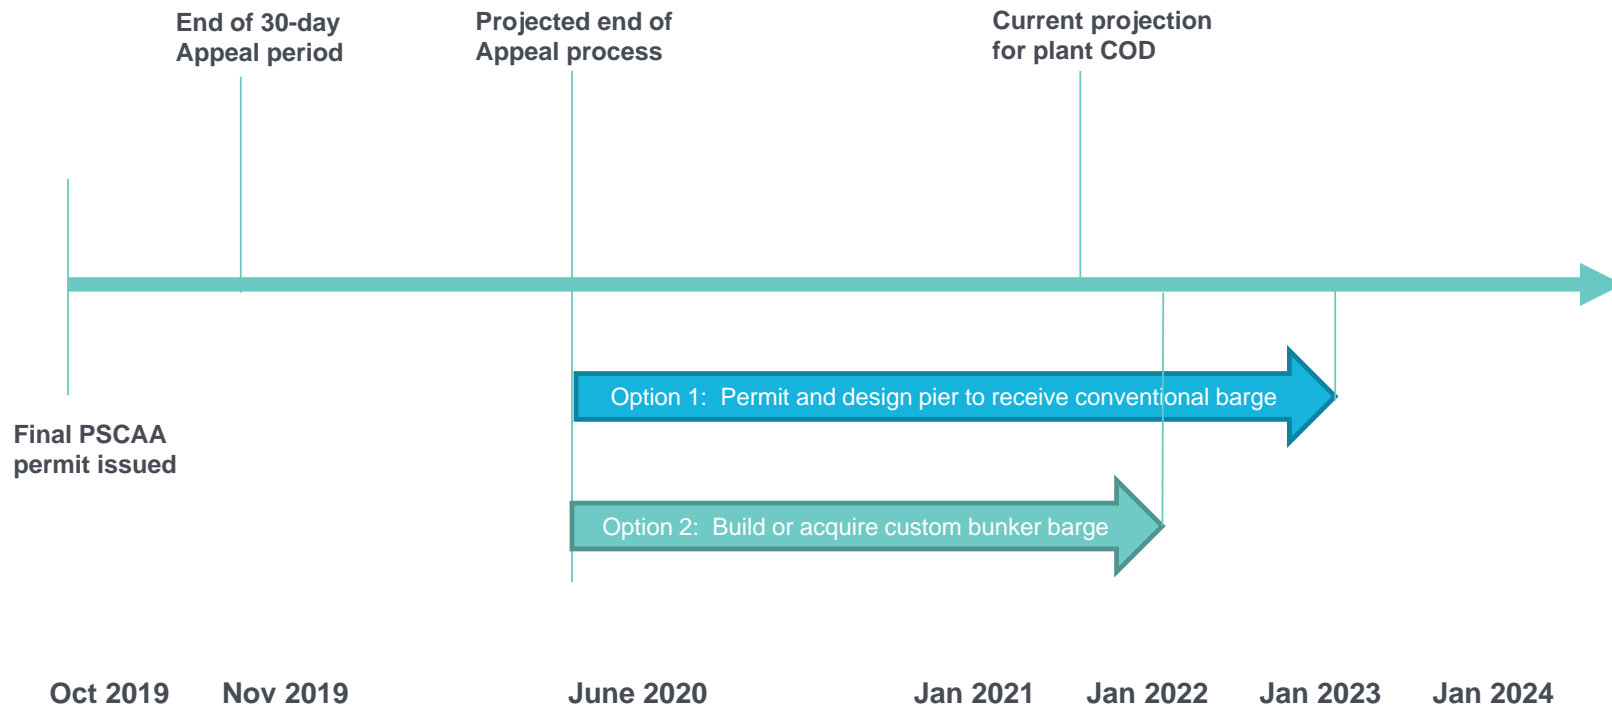 End of 30-day
Appeal period
Projected end of
Appeal process
Current projection
for plant COD
Option 1:  Permit and design pier to receive conventional barge
Final PSCAA
permit issued
Option 2:  Build or acquire custom bunker barge
Oct 2019 Nov 2019 June 2020 Jan 2021 Jan 2022 Jan 2023 Jan 2024